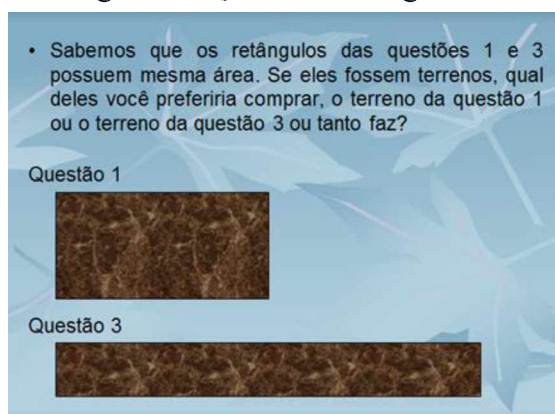 • Sabemos que os retângulos das questões 1 e 3
possuem mesma área. Se eles fossem terrenos, qual
deles você preferiria comprar, o terreno da questão 1
ou o terreno da questão 3 ou tanto faz?
Questão 1
Questão 3